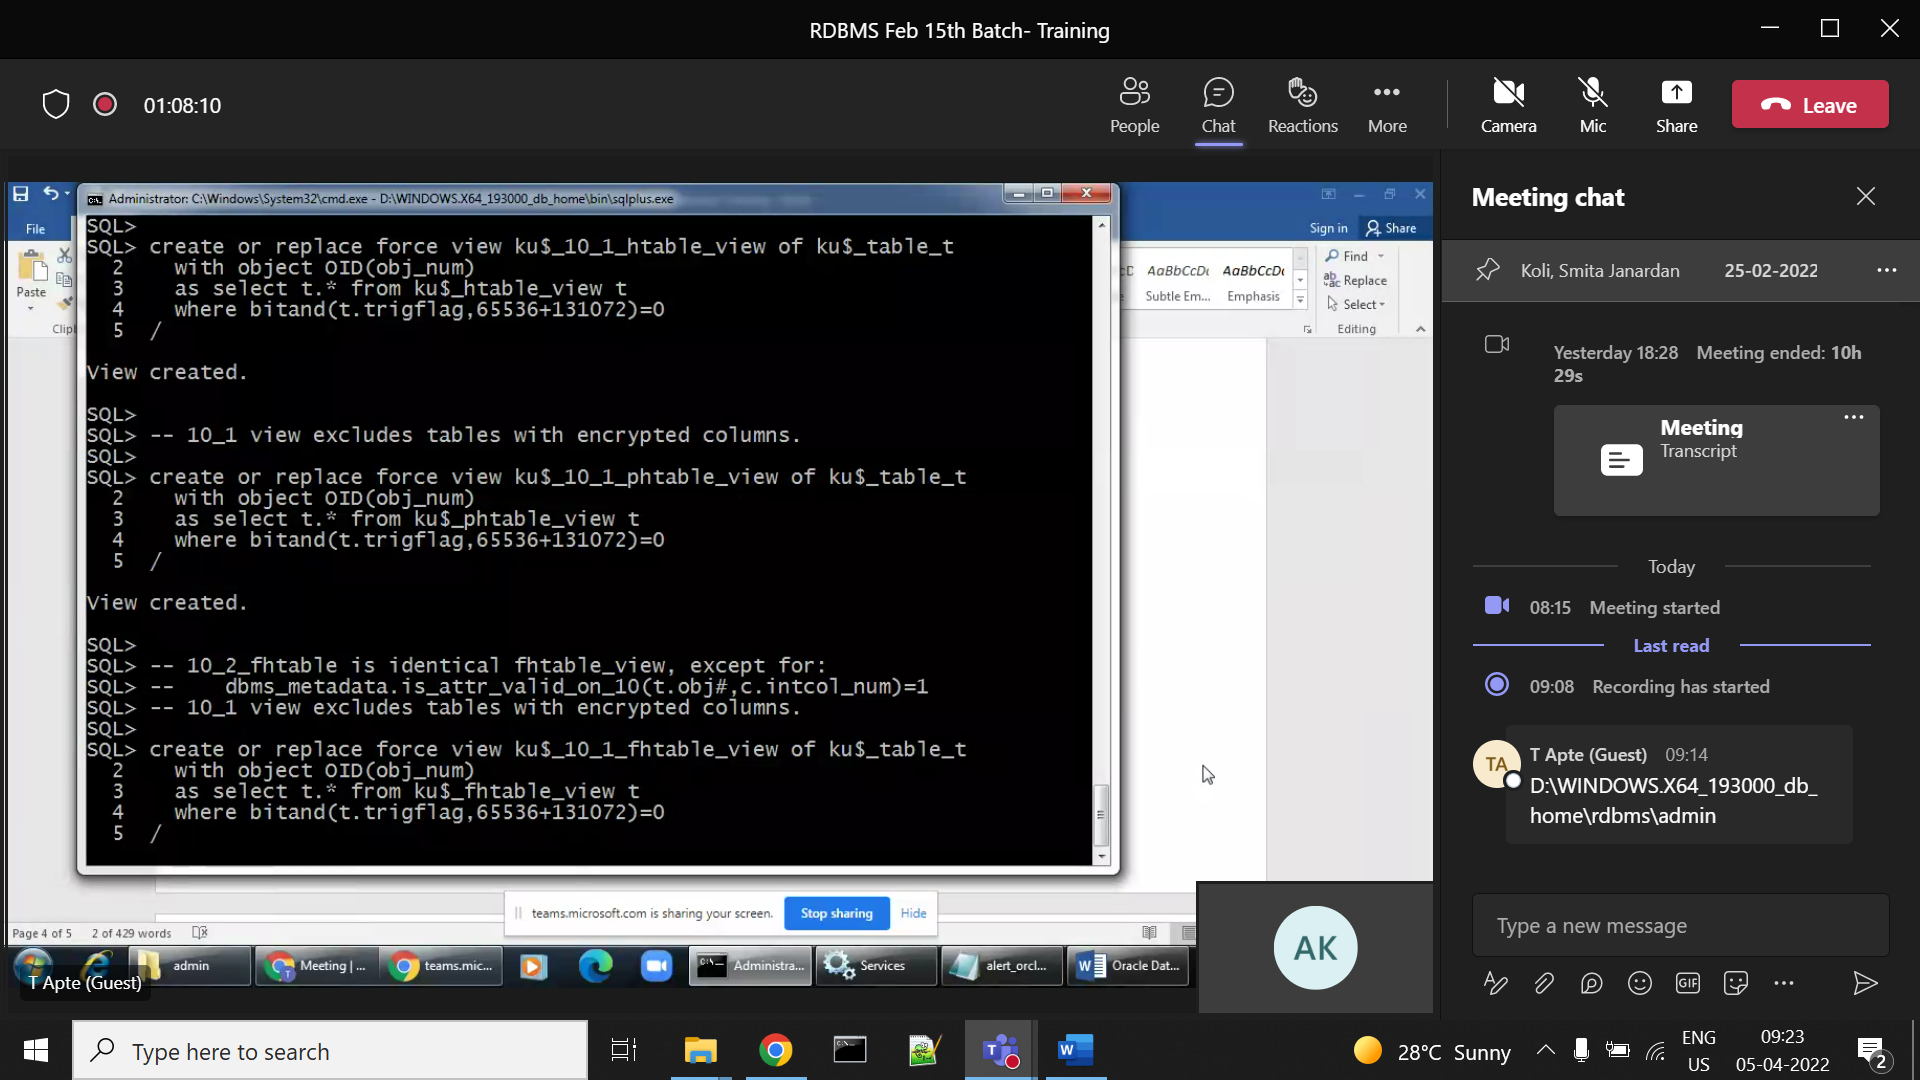 RDBMS Feb 15th Batch- Training
01:08:10
People
Chat
Reactions
More
Camera
Mic
Share
Leave
Administrator: C:\Windows\System32\cmd.exe - D:\WINDOWS.X64_193000_db_home\bin\sqlplus.exe
SQL>
SQL> create or replace force view ku$_10_1_htable_view of ku$_table_t
2 with object OID(obj_num)
3 as select t.* from ku$_htable_view t
4 where bitand(t.trigflag,65536+131072)=0
5 /
View created.
SQL>
SQL> -- 10_1 view excludes tables with encrypted columns.
SQL>
SQL> create or replace force view ku$_10_1_phtable_view of ku$_table_t
2 with object OID(obj_num)
3 as select t.* from ku$_phtable_view t
4 where bitand(t.trigflag,65536+131072)=0
5 /
View created.
SQL>
SQL> -- 10_2_fhtable is identical fhtable_view, except for:
SQL> -- dbms_metadata.is_attr_valid_on_10(t.obj#,c.intcol_num)=1
SQL> -- 10_1 view excludes tables with encrypted columns.
SQL>
SQL> create or replace force view ku$_10_1_fhtable_view of ku$_table_t
2 with object OID(obj_num)
3 as select t.* from ku$_fhtable_view t
4 where bitand(t.trigflag,65536+131072)=0
5 /
File
Paste
Clipb
Sign in
Share
AaBbCcDc
AaBbCcDc
Subtle Em...
Emphasis
Find
Replace
Select
Editing
teams.microsoft.com is sharing your screen.
Stop sharing
Hide
Page 4 of 5
2 of 429 words
admin
Meeting | ...
teams.mic...
Administra...
Services
alert_orcl...
Oracle Dat...
T Apte (Guest)
AK
Meeting chat
Koli, Smita Janardan
25-02-2022
Yesterday 18:28 Meeting ended: 10h
29s
Meeting
Transcript
Today
08:15 Meeting started
Last read
09:08 Recording has started
TA
T Apte (Guest) 09:14
D:\WINDOWS.X64_193000_db_
home\rdbms\admin
Type a new message
GIF
Type here to search
28°C Sunny
ENG
US
09:23
05-04-2022
2